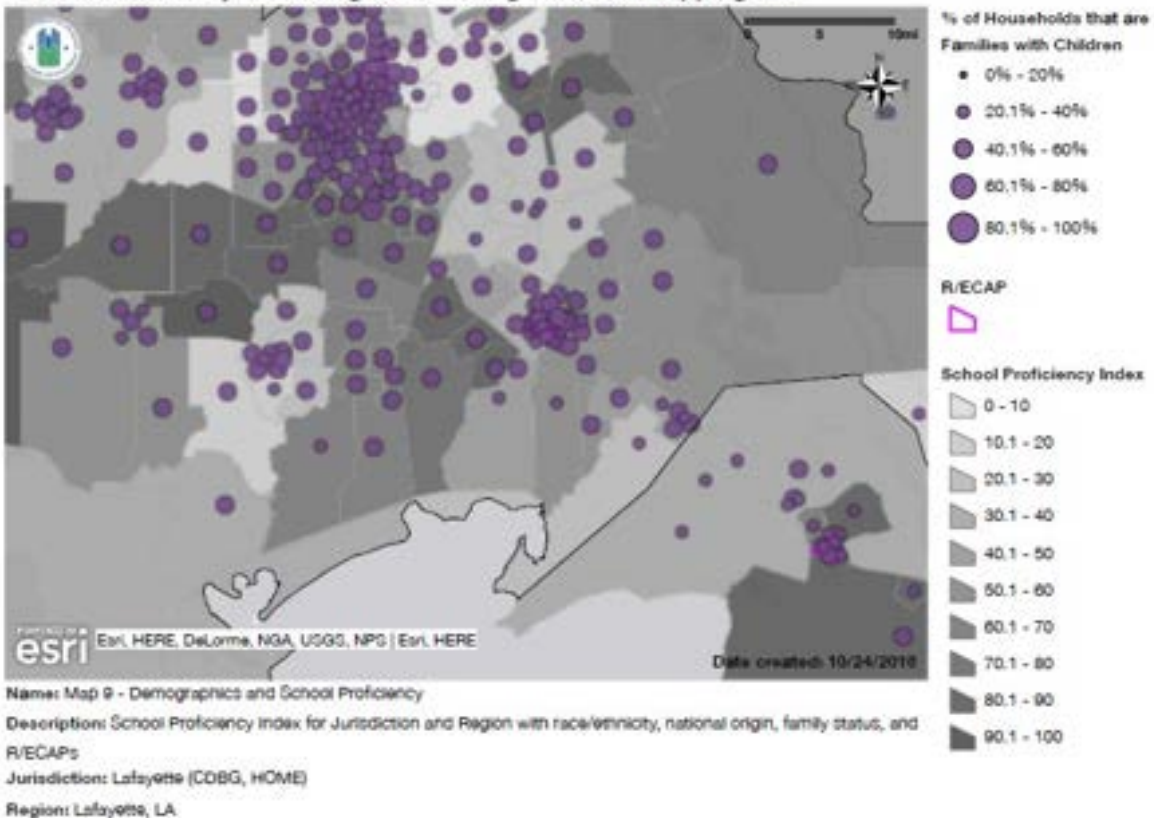 0 5 10mi
N
Esri, HERE, DeLorme, NGA, USGS, NPS | Esri, HERE
esri
Date created: 10/24/2018
% of Households that are
Families with Children
0% - 20%
20.1% - 40%
40.1% - 60%
60.1% - 80%
80.1% - 100%
R/ECAP
School Proficiency Index
0 - 10
10.1 - 20
20.1 - 30
30.1 - 40
40.1 - 50
50.1 - 60
60.1 - 70
70.1 - 80
80.1 - 90
90.1 - 100
Name: Map 9 - Demographics and School Proficiency
Description: School Proficiency Index for Jurisdiction and Region with race/ethnicity, national origin, family status, and
R/ECAPs
Jurisdiction: Lafayette (CDBG, HOME)
Region: Lafayette, LA